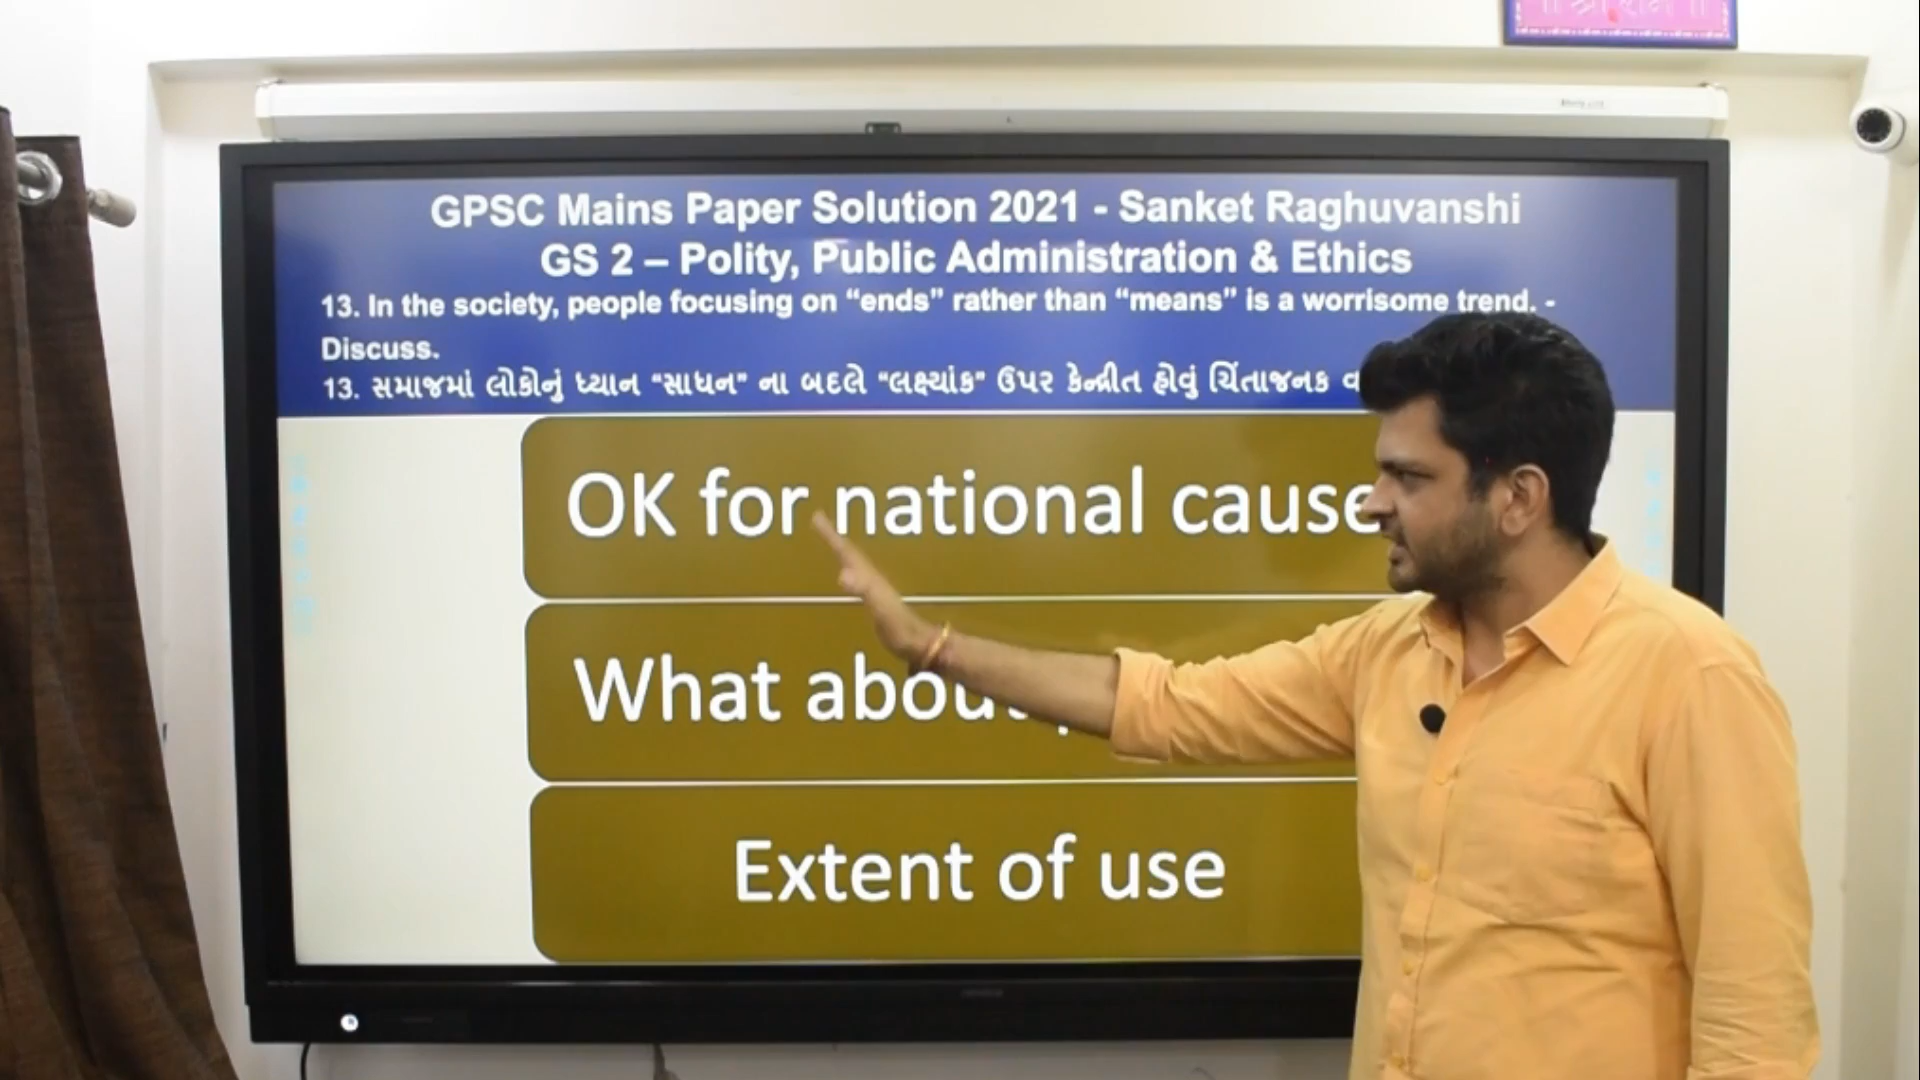 ॥ શ્રી રામ ॥
GPSC Mains Paper Solution 2021 - Sanket Raghuvanshi
GS 2 – Polity, Public Administration & Ethics
13. In the society, people focusing on “ends” rather than “means” is a worrisome trend. -
Discuss.
13. સમાજમાં લોકોનું ધ્યાન “સાધન” ના બદલે “લક્ષ્યાંક” ઉપર કેન્દ્રીત હોવું ચિંતાજનક
OK for national cause
What about
Extent of use